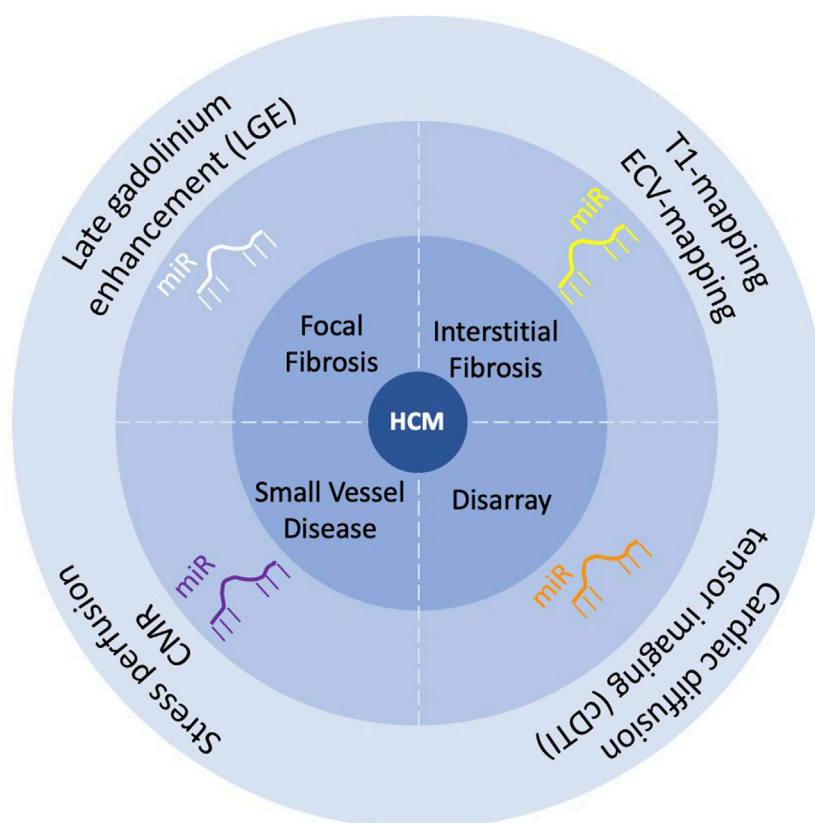 Late gadolinium
enhancement (LGE)
T1-mapping
ECV-mapping
miR
miR
Focal
Fibrosis
Interstitial
Fibrosis
HCM
Small Vessel
Disease
Disarray
miR
miR
Stress perfusion
CMR
Cardiac diffusion
tensor imaging (cDTI)